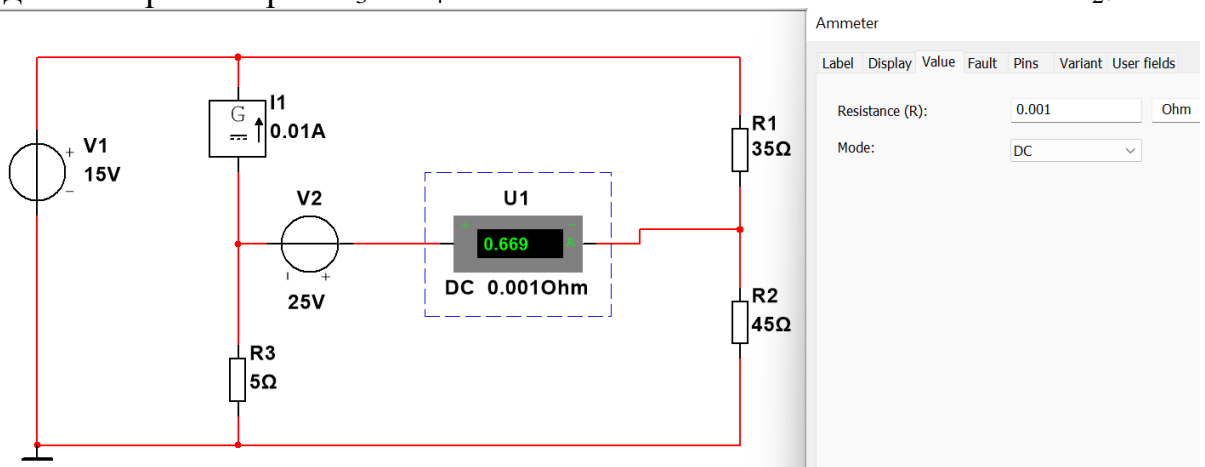 Ammeter
Label Display Value Fault Pins Variant User fields
Resistance (R): 0.001 Ohm
Mode: DC
I1
G
0.01A
V1
15V
+
-
R1
35Ω
V2
- +
25V
U1
+ -
0.669 A
DC 0.001Ohm
R2
45Ω
R3
5Ω